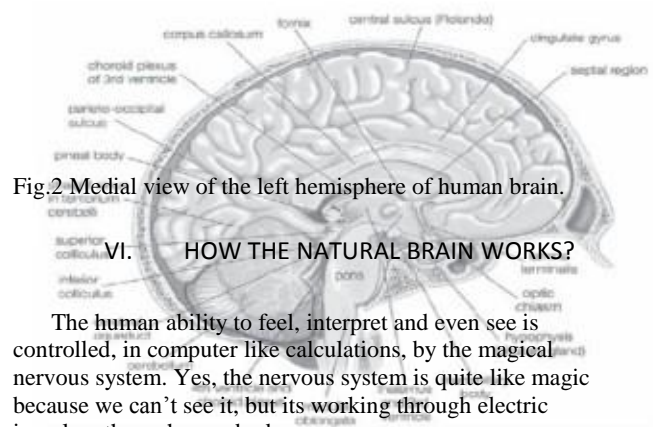 fornix
central sulcus (Rolando)
corpus callosum
cingulate gyrus
choroid plexus
of 3rd ventricle
septal region
parieto-occipital
sulcus
pineal body
Fig.2 Medial view of the left hemisphere of human brain.
in tentorium
cerebelli
superior
colliculus
VI. HOW THE NATURAL BRAIN WORKS?
terminalis
inferior
colliculus
pons
optic
chiasm
The human ability to feel, interpret and even see is
controlled, in computer like calculations, by the magical
nervous system. Yes, the nervous system is quite like magic
because we can’t see it, but its working through electric